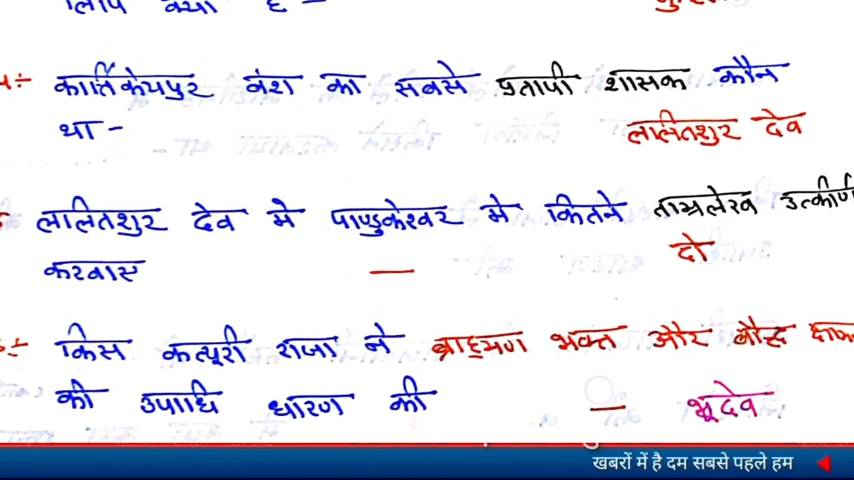 लिपि क्या है –
कार्तिकेयपुर वंश का सबसे प्रतापी शासक कौन
था – ललितशुर देव
ललितशुर देव मे पाण्डुकेश्वर मे कितने ताम्रलेख उत्कीर्ण
करवास — दो
किस कत्यूरी राजा ने ब्राह्मण भक्त और बौद्ध
की उपाधि धारण की — भूदेव
खबरों में है दम सबसे पहले हम